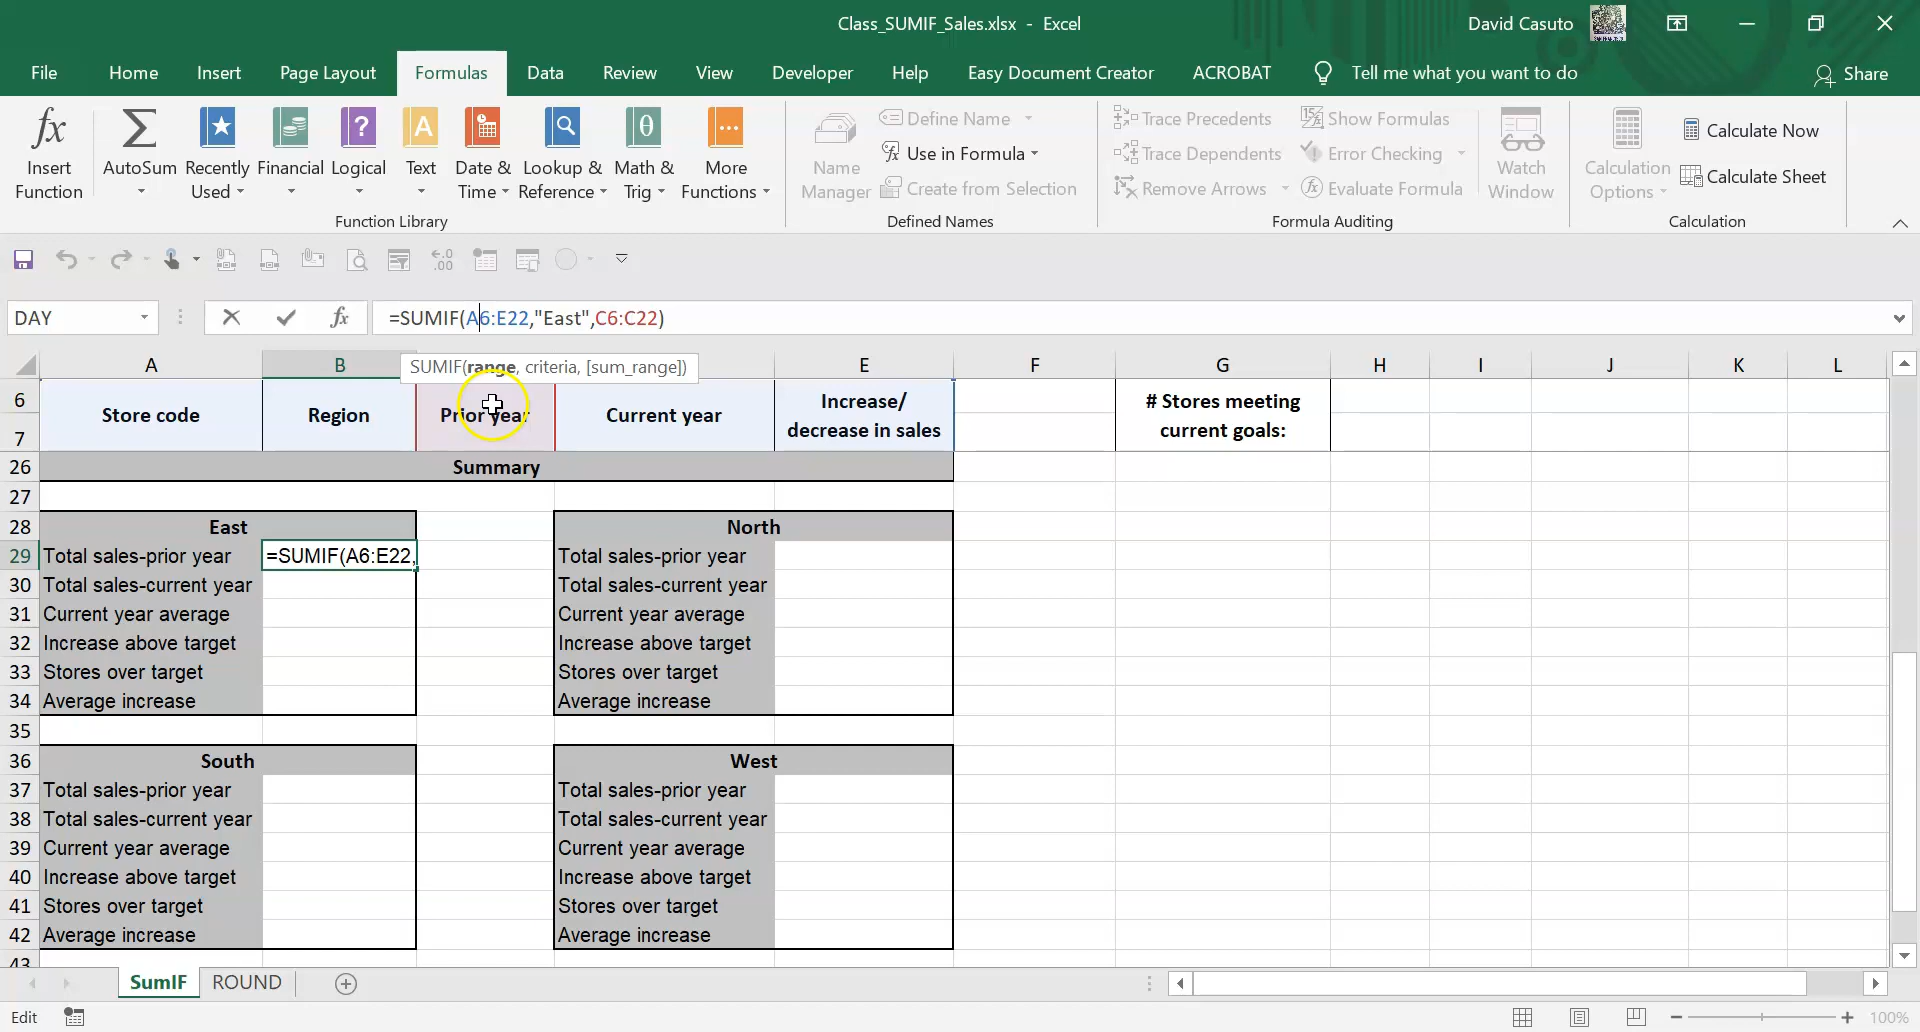 Class_SUMIF_Sales.xlsx - Excel
David Casuto
File Home Insert Page Layout Formulas Data Review View Developer Help Easy Document Creator ACROBAT Tell me what you want to do Share
Insert Function
AutoSum
Recently Used
Financial
Logical
Text
Date & Time
Lookup & Reference
Math & Trig
More Functions
Function Library
Name Manager
Define Name
Use in Formula
Create from Selection
Defined Names
Trace Precedents
Trace Dependents
Remove Arrows
Show Formulas
Error Checking
Evaluate Formula
Formula Auditing
Watch Window
Calculation Options
Calculate Now
Calculate Sheet
Calculation
DAY
=SUMIF(A6:E22,"East",C6:C22)
SUMIF(range, criteria, [sum_range])
A B E F G H I J K L
6
7
Store code
Region
Prior year
Current year
Increase/
decrease in sales
# Stores meeting
current goals:
26 Summary
27
28 East North
29 Total sales-prior year =SUMIF(A6:E22, Total sales-prior year
30 Total sales-current year Total sales-current year
31 Current year average Current year average
32 Increase above target Increase above target
33 Stores over target Stores over target
34 Average increase Average increase
35
36 South West
37 Total sales-prior year Total sales-prior year
38 Total sales-current year Total sales-current year
39 Current year average Current year average
40 Increase above target Increase above target
41 Stores over target Stores over target
42 Average increase Average increase
43
SumIF ROUND
Edit
100%